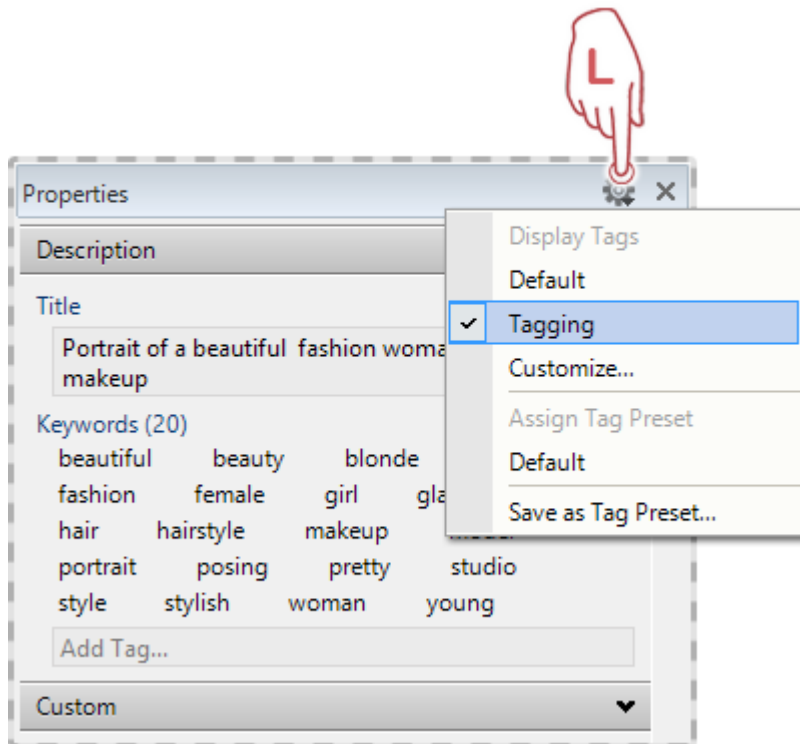 L
Properties
Description
Display Tags
Default
Tagging
Customize...
Assign Tag Preset
Default
Save as Tag Preset...
Title
Portrait of a beautiful fashion
makeup
Keywords (20)
beautiful beauty blonde
fashion female girl
hair hairstyle makeup
portrait posing pretty studio
style stylish woman young
Add Tag...
Custom